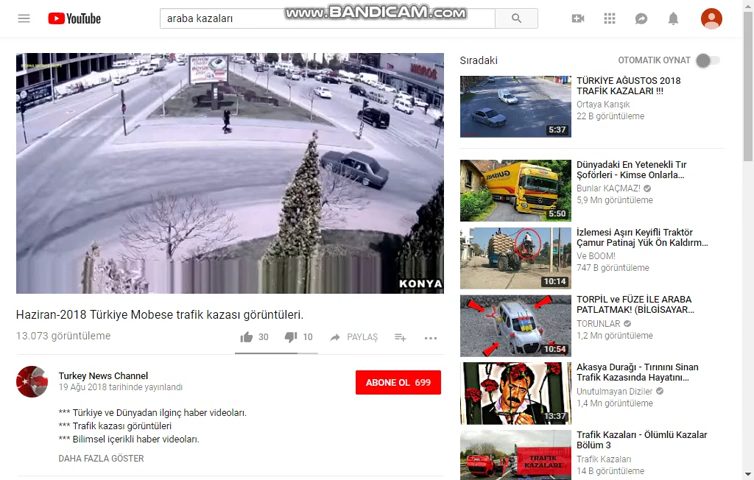 www.BANDICAM.com
YouTube
araba kazaları
KONYA
Haziran-2018 Türkiye Mobese trafik kazası görüntüleri.
13.073 görüntüleme
30
10
PAYLAŞ
Turkey News Channel
19 Ağu 2018 tarihinde yayınlandı
ABONE OL 699
*** Türkiye ve Dünyadan ilginç haber videoları.
*** Trafik kazası görüntüleri
*** Bilimsel içerikli haber videoları.
DAHA FAZLA GÖSTER
Sıradaki
OTOMATIK OYNAT
TÜRKİYE AĞUSTOS 2018
TRAFİK KAZALARI !!!
Ortaya Karışık
22 B görüntüleme
5:37
Dünyadaki En Yetenekli Tır
Şoförleri - Kimse Onlarla...
Bunlar KAÇMAZ!
5,9 Mn görüntüleme
5:50
İzlemesi Aşırı Keyifli Traktör
Çamur Patinaj Yük Ön Kaldırm...
Ve BOOM!
747 B görüntüleme
10:14
TORPİL ve FÜZE İLE ARABA
PATLATMAK! (BİLGİSAYAR...
TORUNLAR
1,2 Mn görüntüleme
10:54
Akasya Durağı - Tırnını Sinan
Trafik Kazasında Hayatını...
Unutulmayan Diziler
1,4 Mn görüntüleme
13:37
Trafik Kazaları - Ölümlü Kazalar
Bölüm 3
Trafik Kazaları
14 B görüntüleme
TRAFİK
KAZALARI